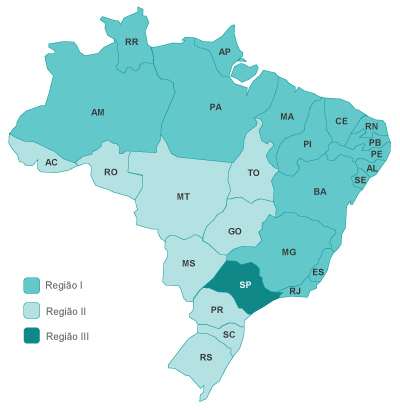 RR
AP
AM
PA
MA
CE
RN
PB
PI
PE
AL
SE
AC
RO
TO
BA
MT
GO
MG
MS
ES
SP
RJ
PR
SC
RS
Região I
Região II
Região III